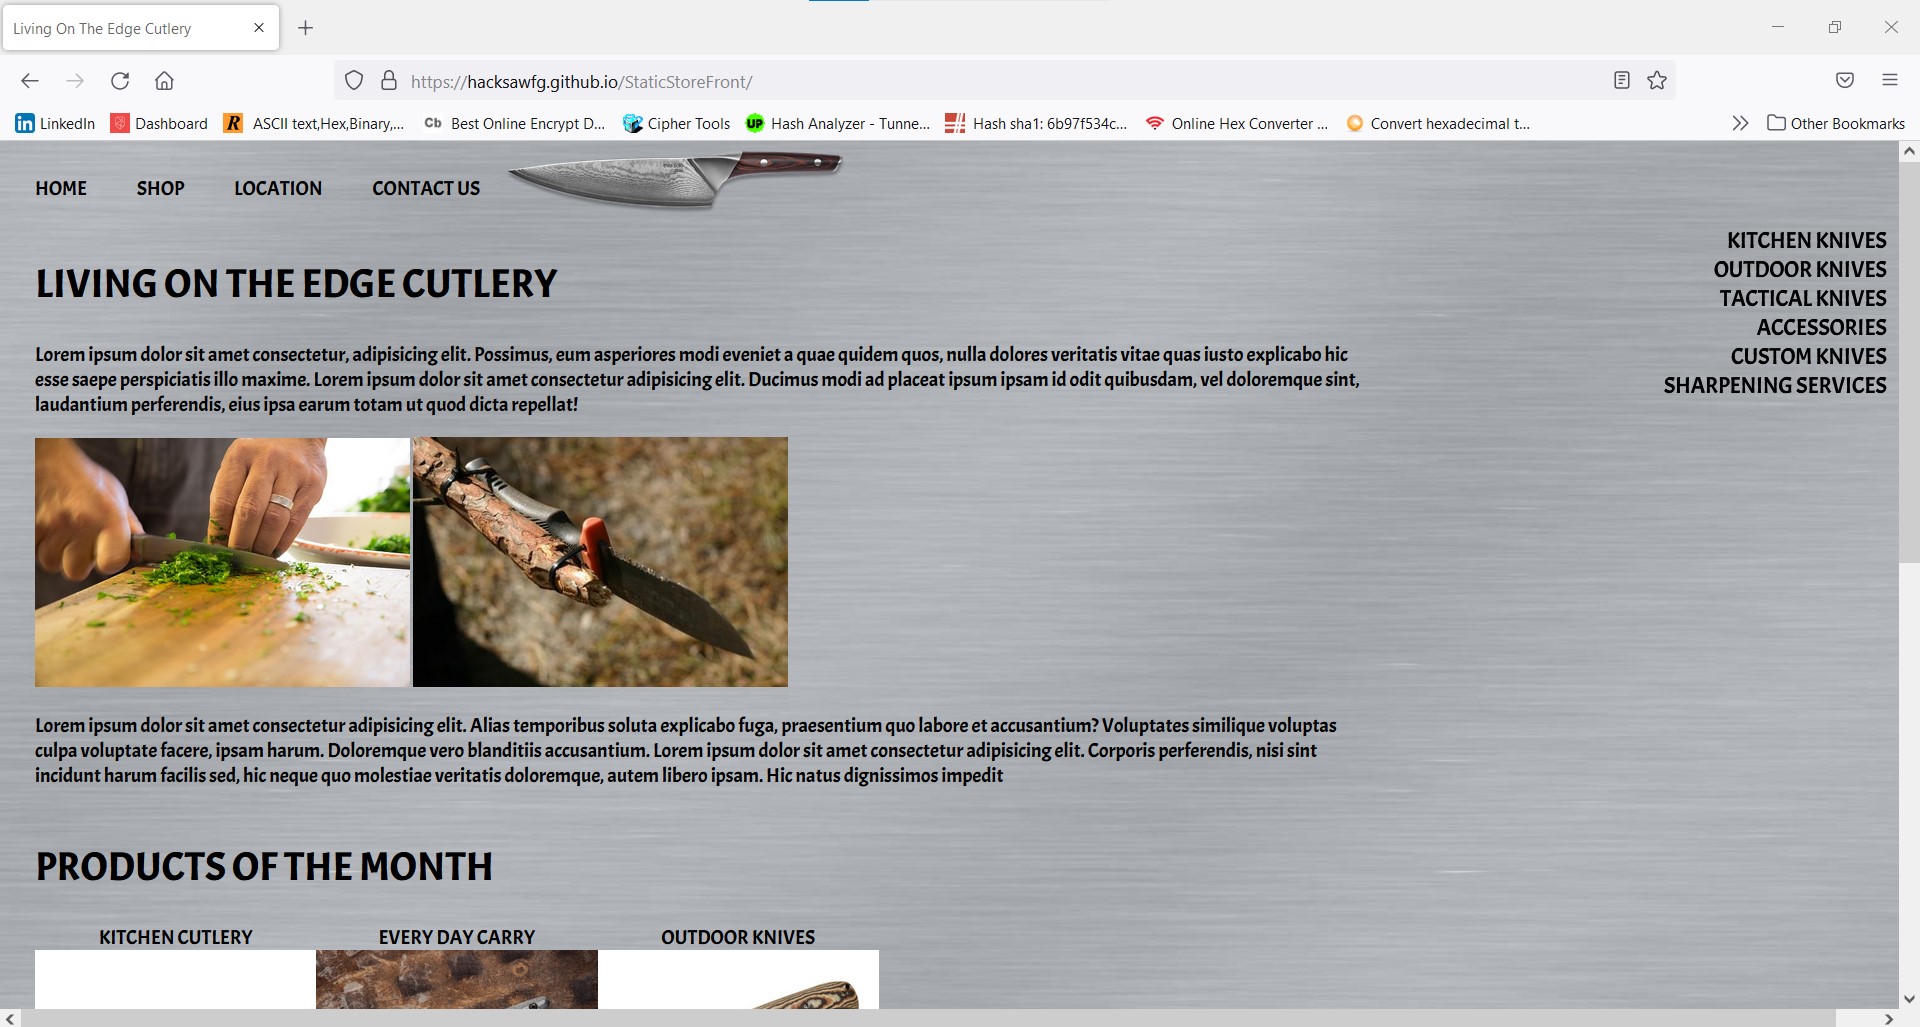 Living On The Edge Cutlery
https://hacksawfg.github.io/StaticStoreFront/
LinkedIn Dashboard R ASCII text,Hex,Binary,... Cb Best Online Encrypt D... Cipher Tools UP Hash Analyzer - Tunne... Hash sha1: 6b97f534c... Online Hex Converter ... Convert hexadecimal t... Other Bookmarks
HOME SHOP LOCATION CONTACT US
KITCHEN KNIVES
OUTDOOR KNIVES
TACTICAL KNIVES
ACCESSORIES
CUSTOM KNIVES
SHARPENING SERVICES
LIVING ON THE EDGE CUTLERY
Lorem ipsum dolor sit amet consectetur, adipisicing elit. Possimus, eum asperiores modi eveniet a quae quidem quos, nulla dolores veritatis vitae quas iusto explicabo hic
esse saepe perspiciatis illo maxime. Lorem ipsum dolor sit amet consectetur adipisicing elit. Ducimus modi ad placeat ipsum ipsam id odit quibusdam, vel doloremque sint,
laudantium perferendis, eius ipsa earum totam ut quod dicta repellat!
Lorem ipsum dolor sit amet consectetur adipisicing elit. Alias temporibus soluta explicabo fuga, praesentium quo labore et accusantium? Voluptates similique voluptas
culpa voluptate facere, ipsam harum. Doloremque vero blanditiis accusantium. Lorem ipsum dolor sit amet consectetur adipisicing elit. Corporis perferendis, nisi sint
incidunt harum facilis sed, hic neque quo molestiae veritatis doloremque, autem libero ipsam. Hic natus dignissimos impedit
PRODUCTS OF THE MONTH
KITCHEN CUTLERY EVERY DAY CARRY OUTDOOR KNIVES